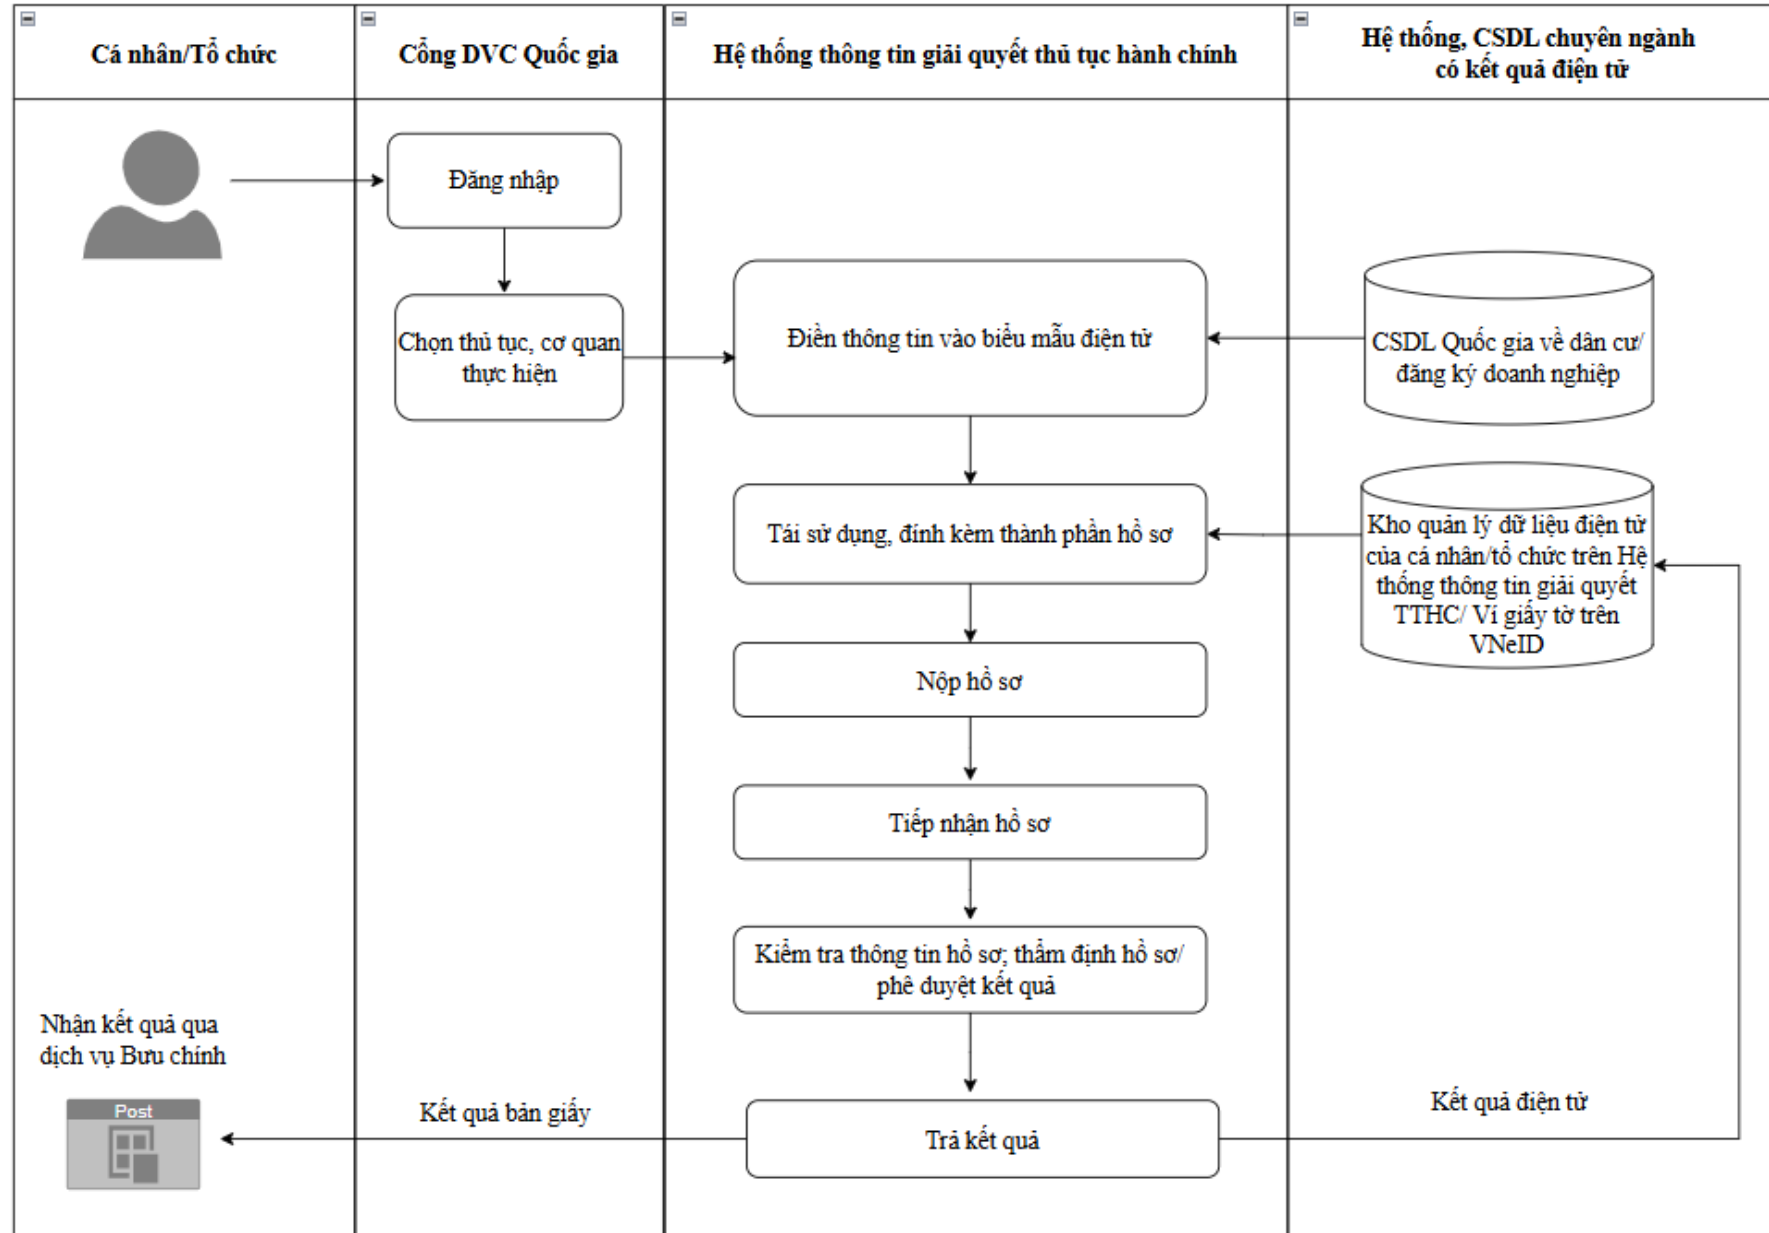 Cá nhân/Tổ chức
Cổng DVC Quốc gia
Hệ thống thông tin giải quyết thủ tục hành chính
Hệ thống, CSDL chuyên ngành
có kết quả điện tử
Đăng nhập
Chọn thủ tục, cơ quan
thực hiện
Điền thông tin vào biểu mẫu điện tử
CSDL Quốc gia về dân cư/
đăng ký doanh nghiệp
Tái sử dụng, đính kèm thành phần hồ sơ
Kho quản lý dữ liệu điện tử
của cá nhân/tổ chức trên Hệ
thống thông tin giải quyết
TTHC/ Ví giấy tờ trên
VNeID
Nộp hồ sơ
Tiếp nhận hồ sơ
Kiểm tra thông tin hồ sơ; thẩm định hồ sơ/
phê duyệt kết quả
Nhận kết quả qua
dịch vụ Bưu chính
Post
Kết quả bản giấy
Trả kết quả
Kết quả điện tử